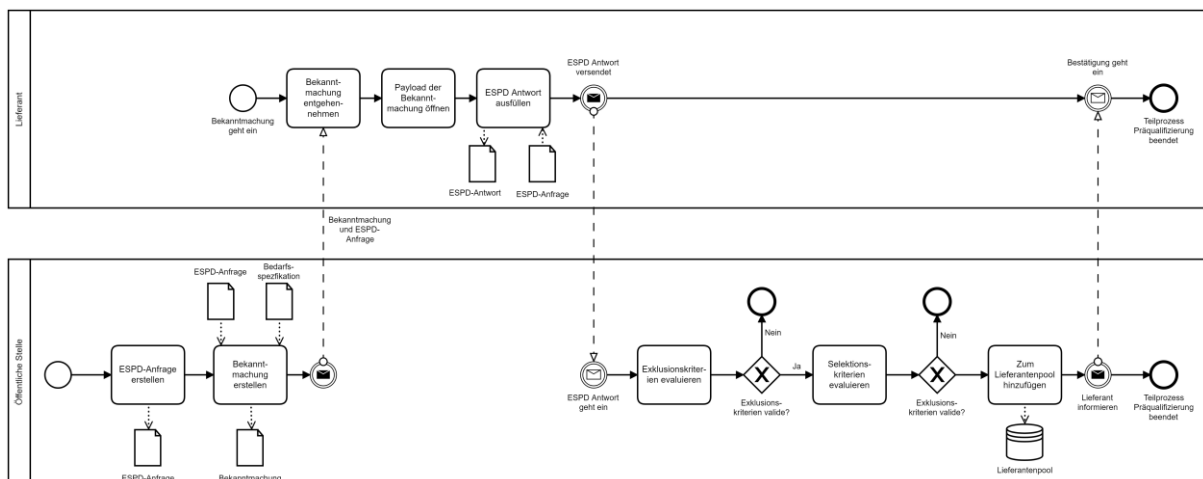 Lieferant
Bekanntmachung
geht ein
Bekannt-
machung
entgehen-
nehmen
Payload der
Bekannt-
machung öffnen
ESPD Antwort
ausfüllen
ESPD-Antwort
ESPD-Anfrage
ESPD Antwort
versendet
Bestätigung geht
ein
Teilprozess
Präqualifizierung
beendet
Bekanntmachung
und ESPD-
Anfrage
Öffentliche Stelle
ESPD-Anfrage
erstellen
ESPD-Anfrage
ESPD-Anfrage
Bedarfs-
spezfikation
Bekannt-
machung
erstellen
Bekanntmachung
ESPD Antwort
geht ein
Exklusionskriter-
ien evaluieren
Nein
Ja
Exklusions-
kriterien valide?
Selektions-
kriterien
evaluieren
Nein
Exklusions-
kriterien valide?
Zum
Lieferantenpool
hinzufügen
Lieferantenpool
Lieferant
informieren
Teilprozess
Präqualifizierung
beendet